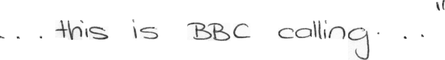 ... this is BBC calling. .."